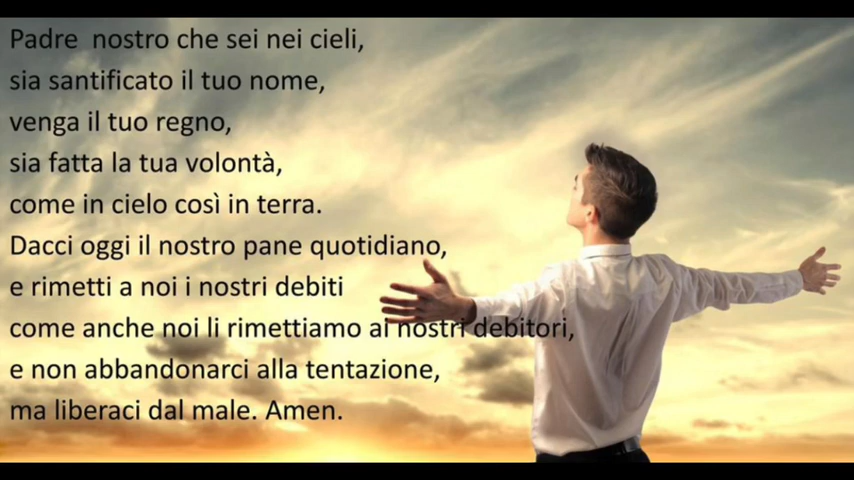 Padre nostro che sei nei cieli,
sia santificato il tuo nome,
venga il tuo regno,
sia fatta la tua volontà,
come in cielo così in terra.
Dacci oggi il nostro pane quotidiano,
e rimetti a noi i nostri debiti
come anche noi li rimettiamo ai nostri debitori,
e non abbandonarci alla tentazione,
ma liberaci dal male. Amen.